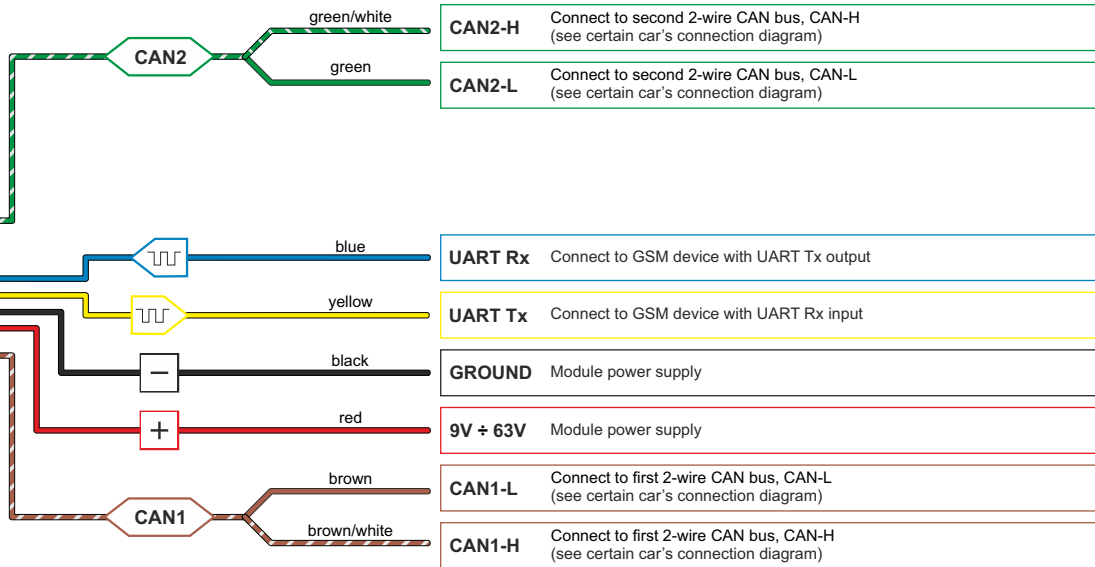 green/white
CAN2-H
Connect to second 2-wire CAN bus, CAN-H
(see certain car's connection diagram)
CAN2
green
CAN2-L
Connect to second 2-wire CAN bus, CAN-L
(see certain car's connection diagram)
blue
UART Rx
Connect to GSM device with UART Tx output
yellow
UART Tx
Connect to GSM device with UART Rx input
black
−
GROUND
Module power supply
red
+
9V ÷ 63V
Module power supply
brown
CAN1-L
Connect to first 2-wire CAN bus, CAN-L
(see certain car's connection diagram)
CAN1
brown/white
CAN1-H
Connect to first 2-wire CAN bus, CAN-H
(see certain car's connection diagram)